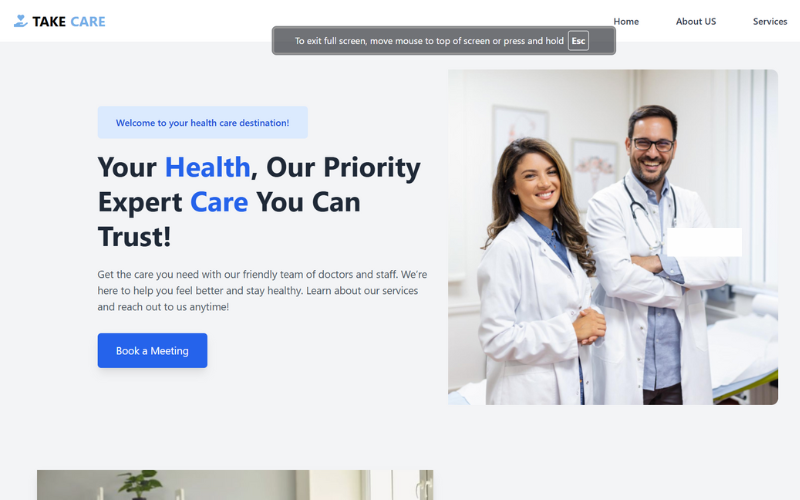 TAKE CARE
Home About US Services
To exit full screen, move mouse to top of screen or press and hold Esc
Welcome to your health care destination!
Your Health, Our Priority
Expert Care You Can
Trust!
Get the care you need with our friendly team of doctors and staff. We're
here to help you feel better and stay healthy. Learn about our services
and reach out to us anytime!
Book a Meeting